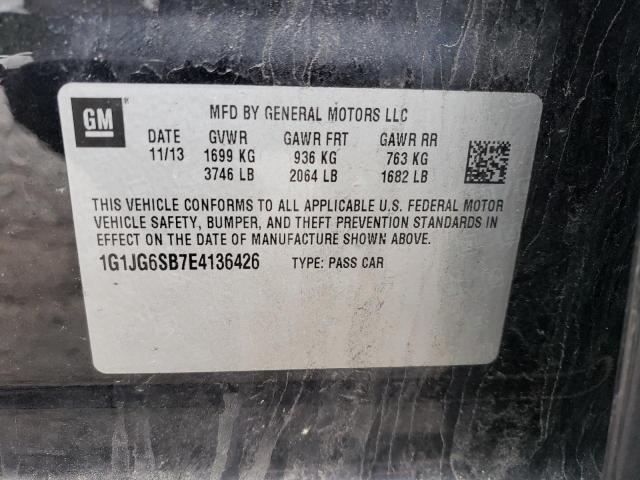 GM ® MFD BY GENERAL MOTORS LLC
DATE GVWR GAWR FRT GAWR RR
11/13 1699 KG 936 KG 763 KG
3746 LB 2064 LB 1682 LB
THIS VEHICLE CONFORMS TO ALL APPLICABLE U.S. FEDERAL MOTOR
VEHICLE SAFETY, BUMPER, AND THEFT PREVENTION STANDARDS IN
EFFECT ON THE DATE OF MANUFACTURE SHOWN ABOVE.
1G1JG6SB7E4136426 TYPE: PASS CAR